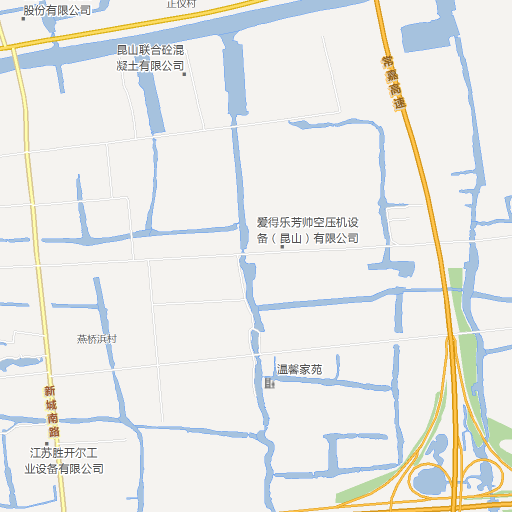 正仪村
股份有限公司
昆山联合砼混
凝土有限公司
常嘉高速
爱得乐芳帅空压机设
备（昆山）有限公司
燕桥浜村
温馨家苑
新城南路
江苏胜开尔工
业设备有限公司